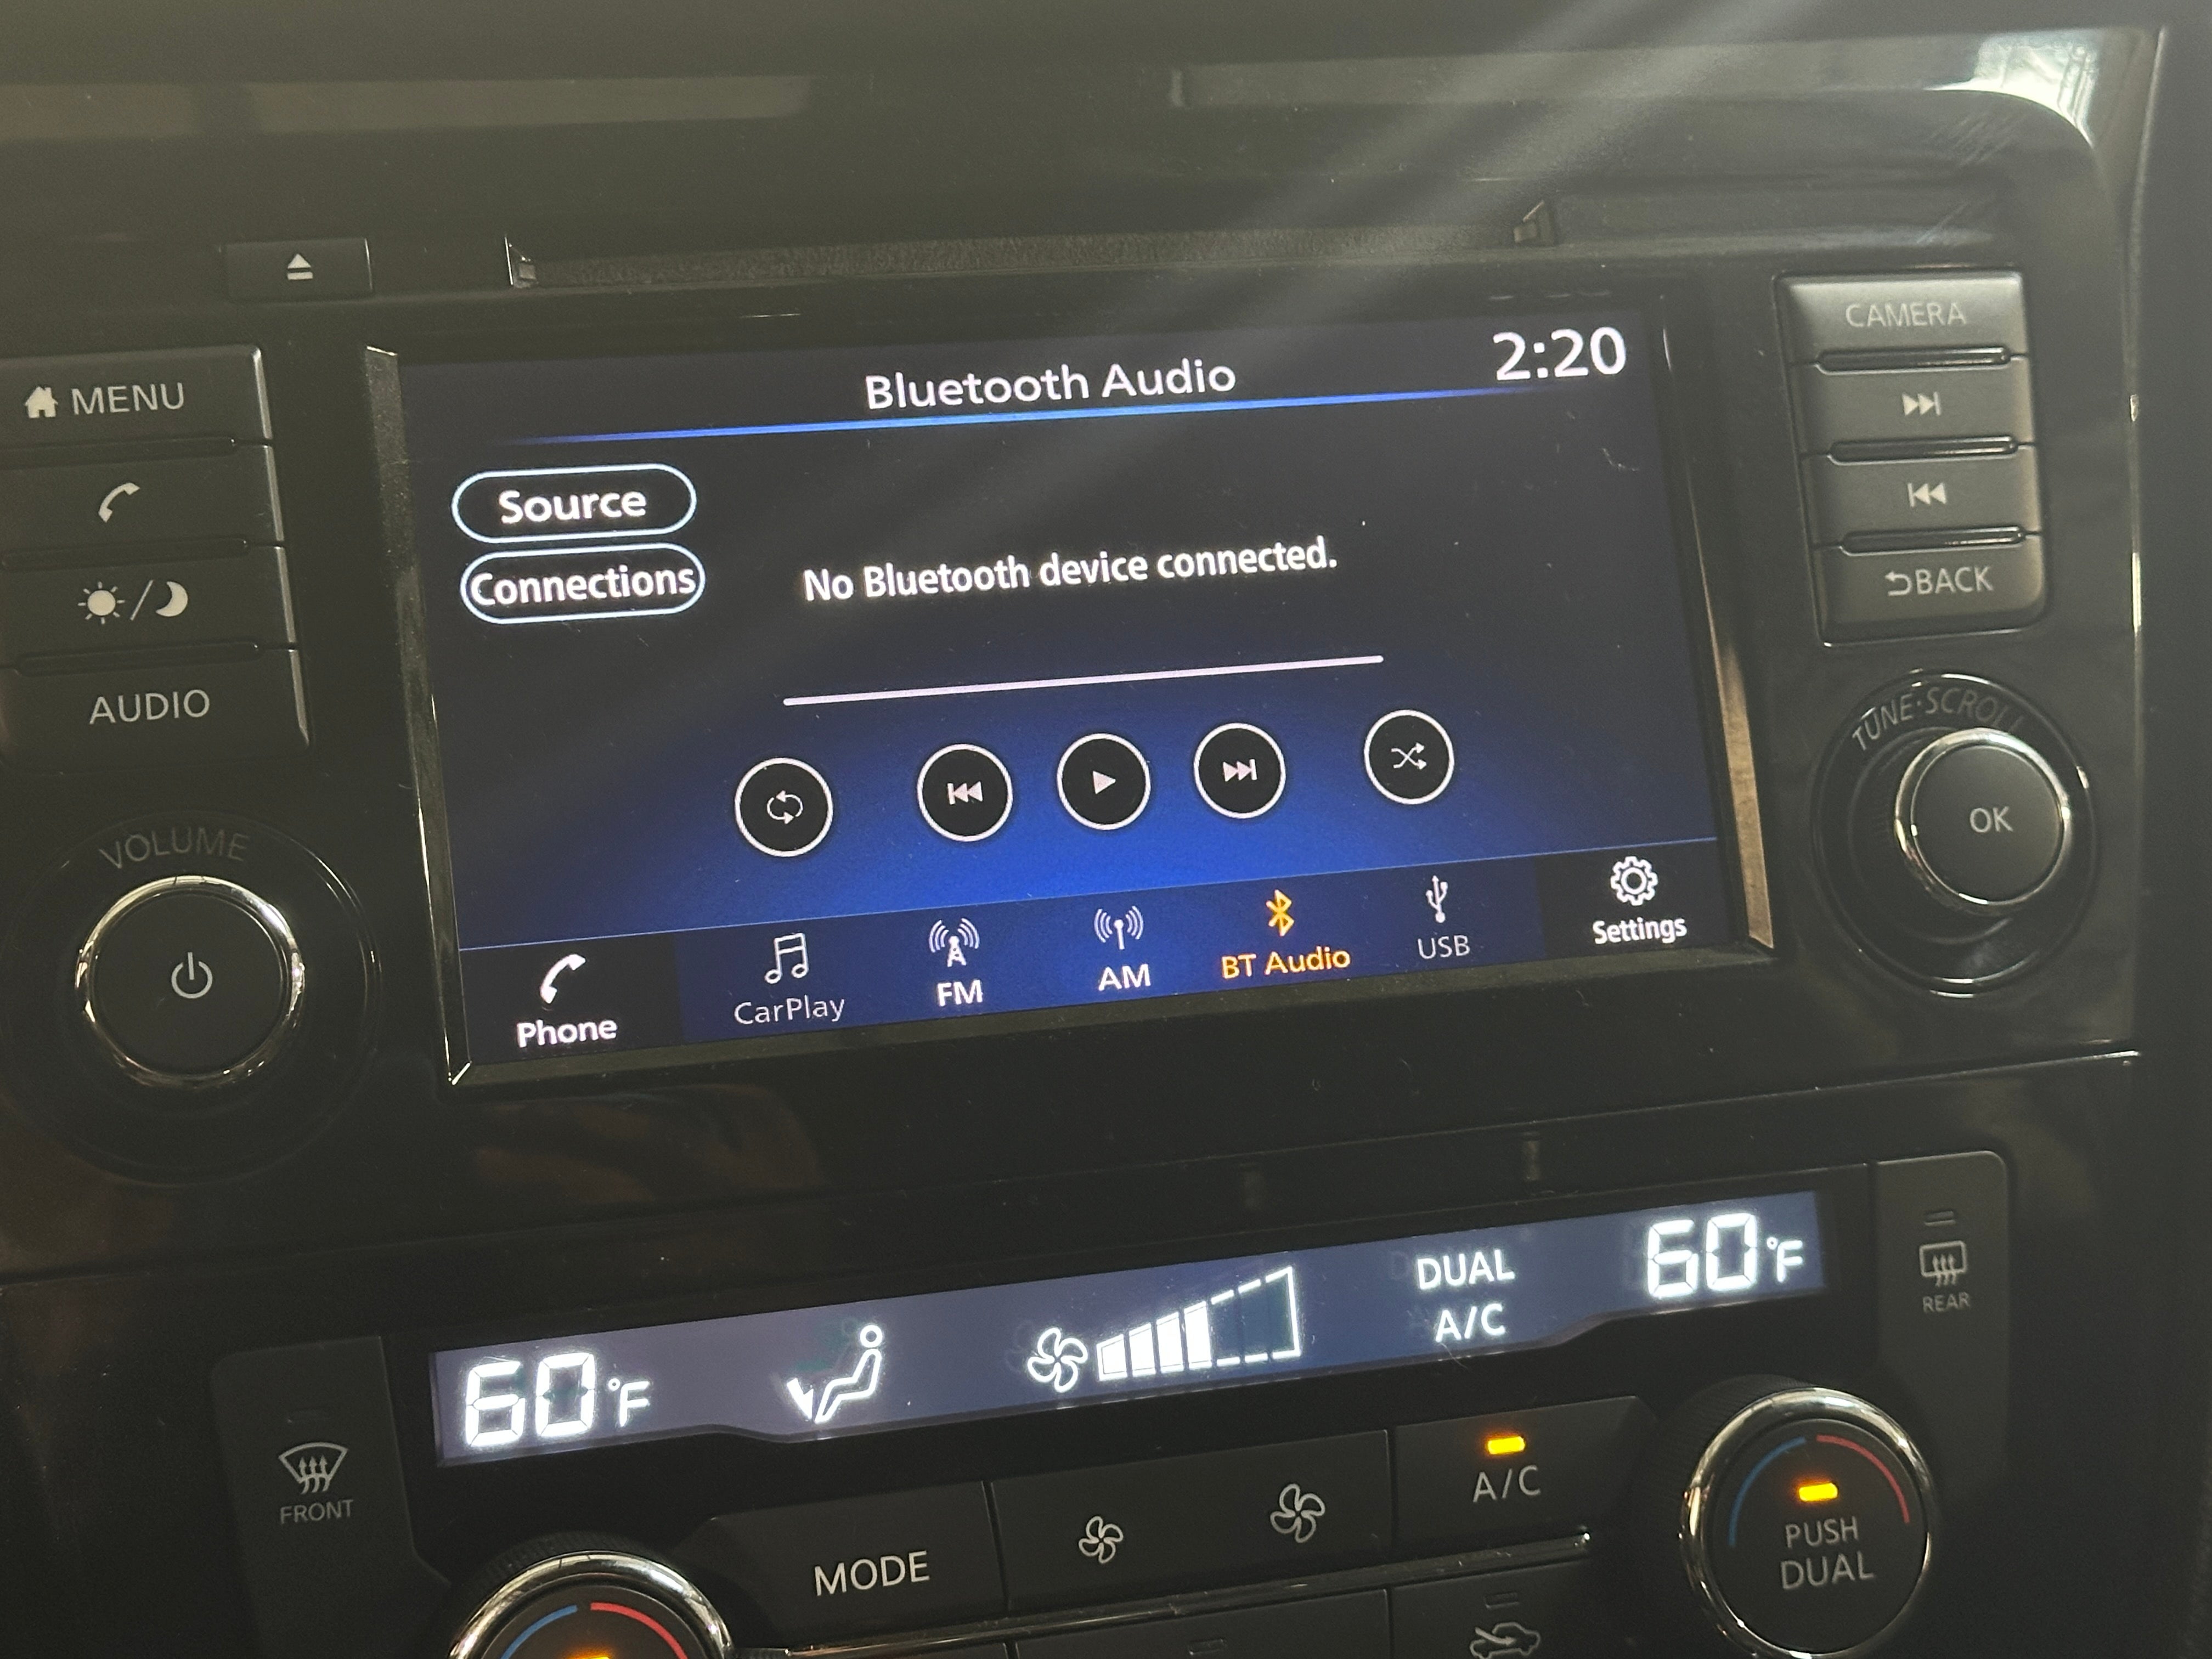 CAMERA
MENU
Bluetooth Audio
2:20
Source
Connections
No Bluetooth device connected.
BACK
AUDIO
TUNE·SCROLL
OK
VOLUME
Phone
CarPlay
FM
AM
BT Audio
USB
Settings
60°F
DUAL
A/C
60°F
REAR
FRONT
MODE
A/C
PUSH
DUAL